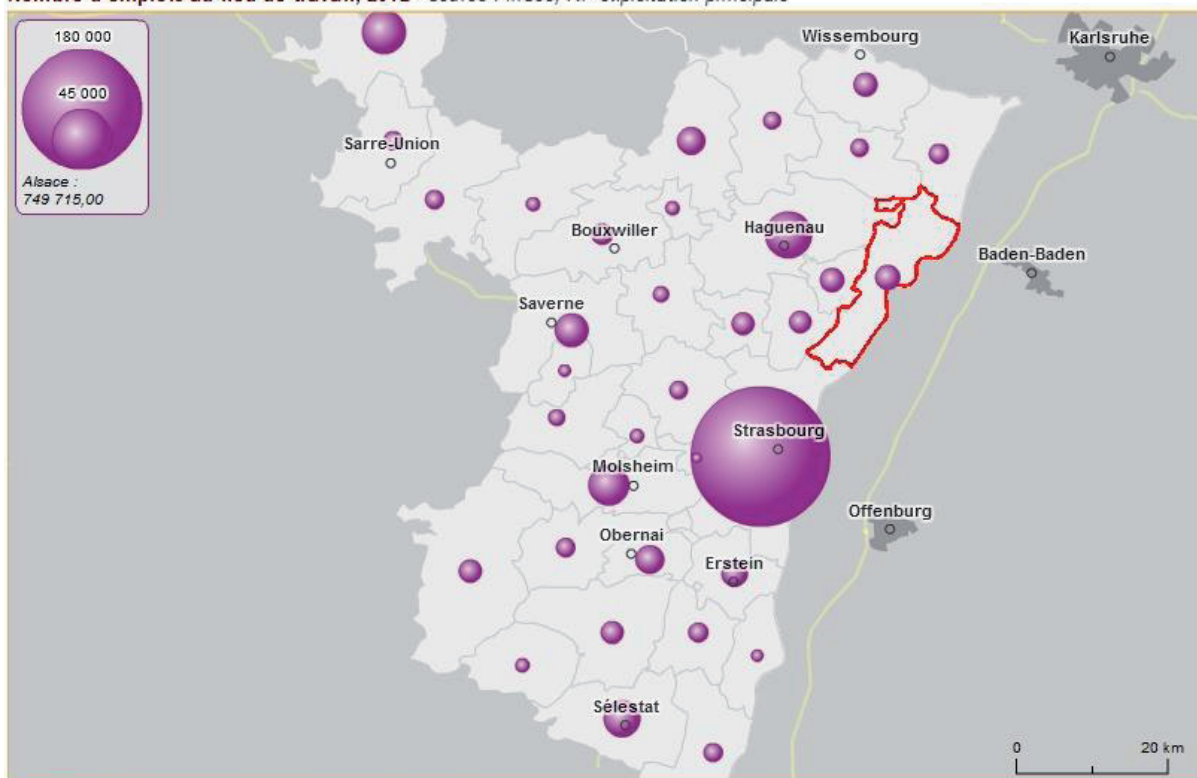 180 000
45 000
Alsace :
749 715,00
Wissembourg
Karlsruhe
Sarre-Union
Bouxwiller
Haguenau
Baden-Baden
Saverne
Strasbourg
Molsheim
Offenburg
Obernai
Erstein
Sélestat
0 20 km